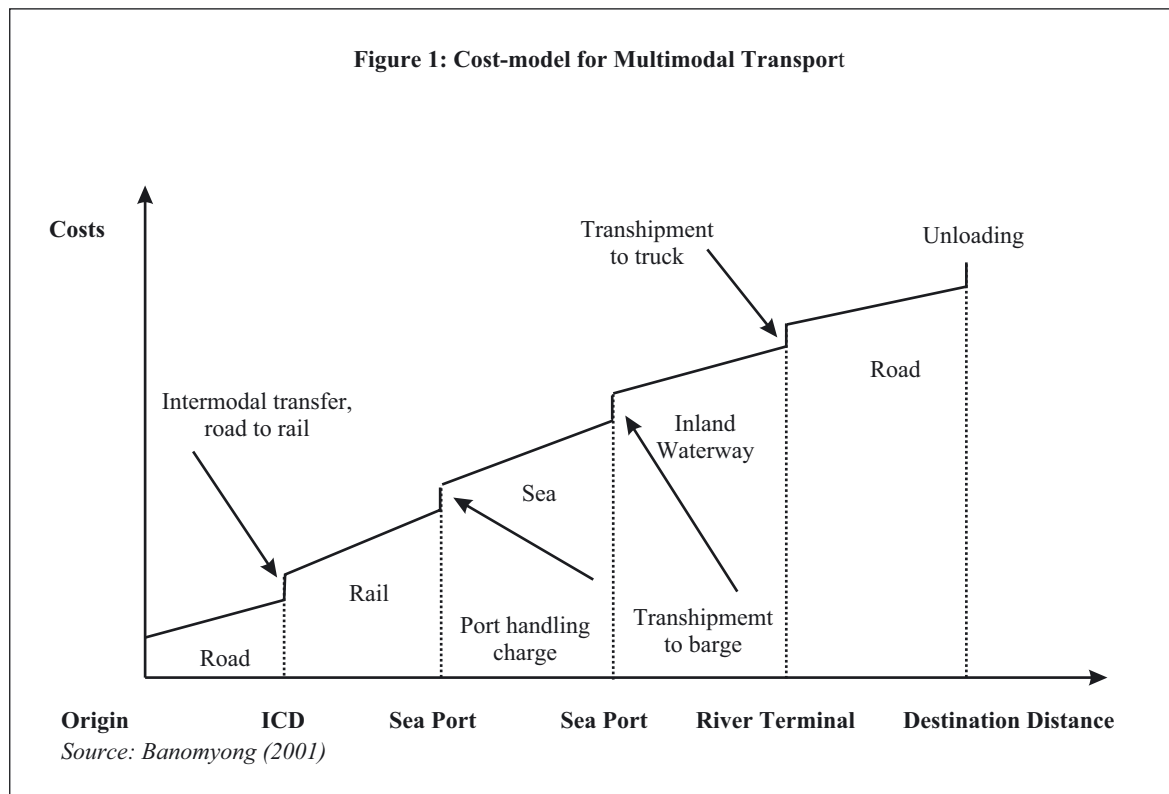 Figure 1: Cost-model for Multimodal Transport
Costs
Transhipment
to truck
Unloading
Intermodal transfer,
road to rail
Road
Inland
Waterway
Sea
Rail
Port handling
charge
Transhipmemt
to barge
Road
Origin ICD Sea Port Sea Port River Terminal Destination Distance
Source: Banomyong (2001)